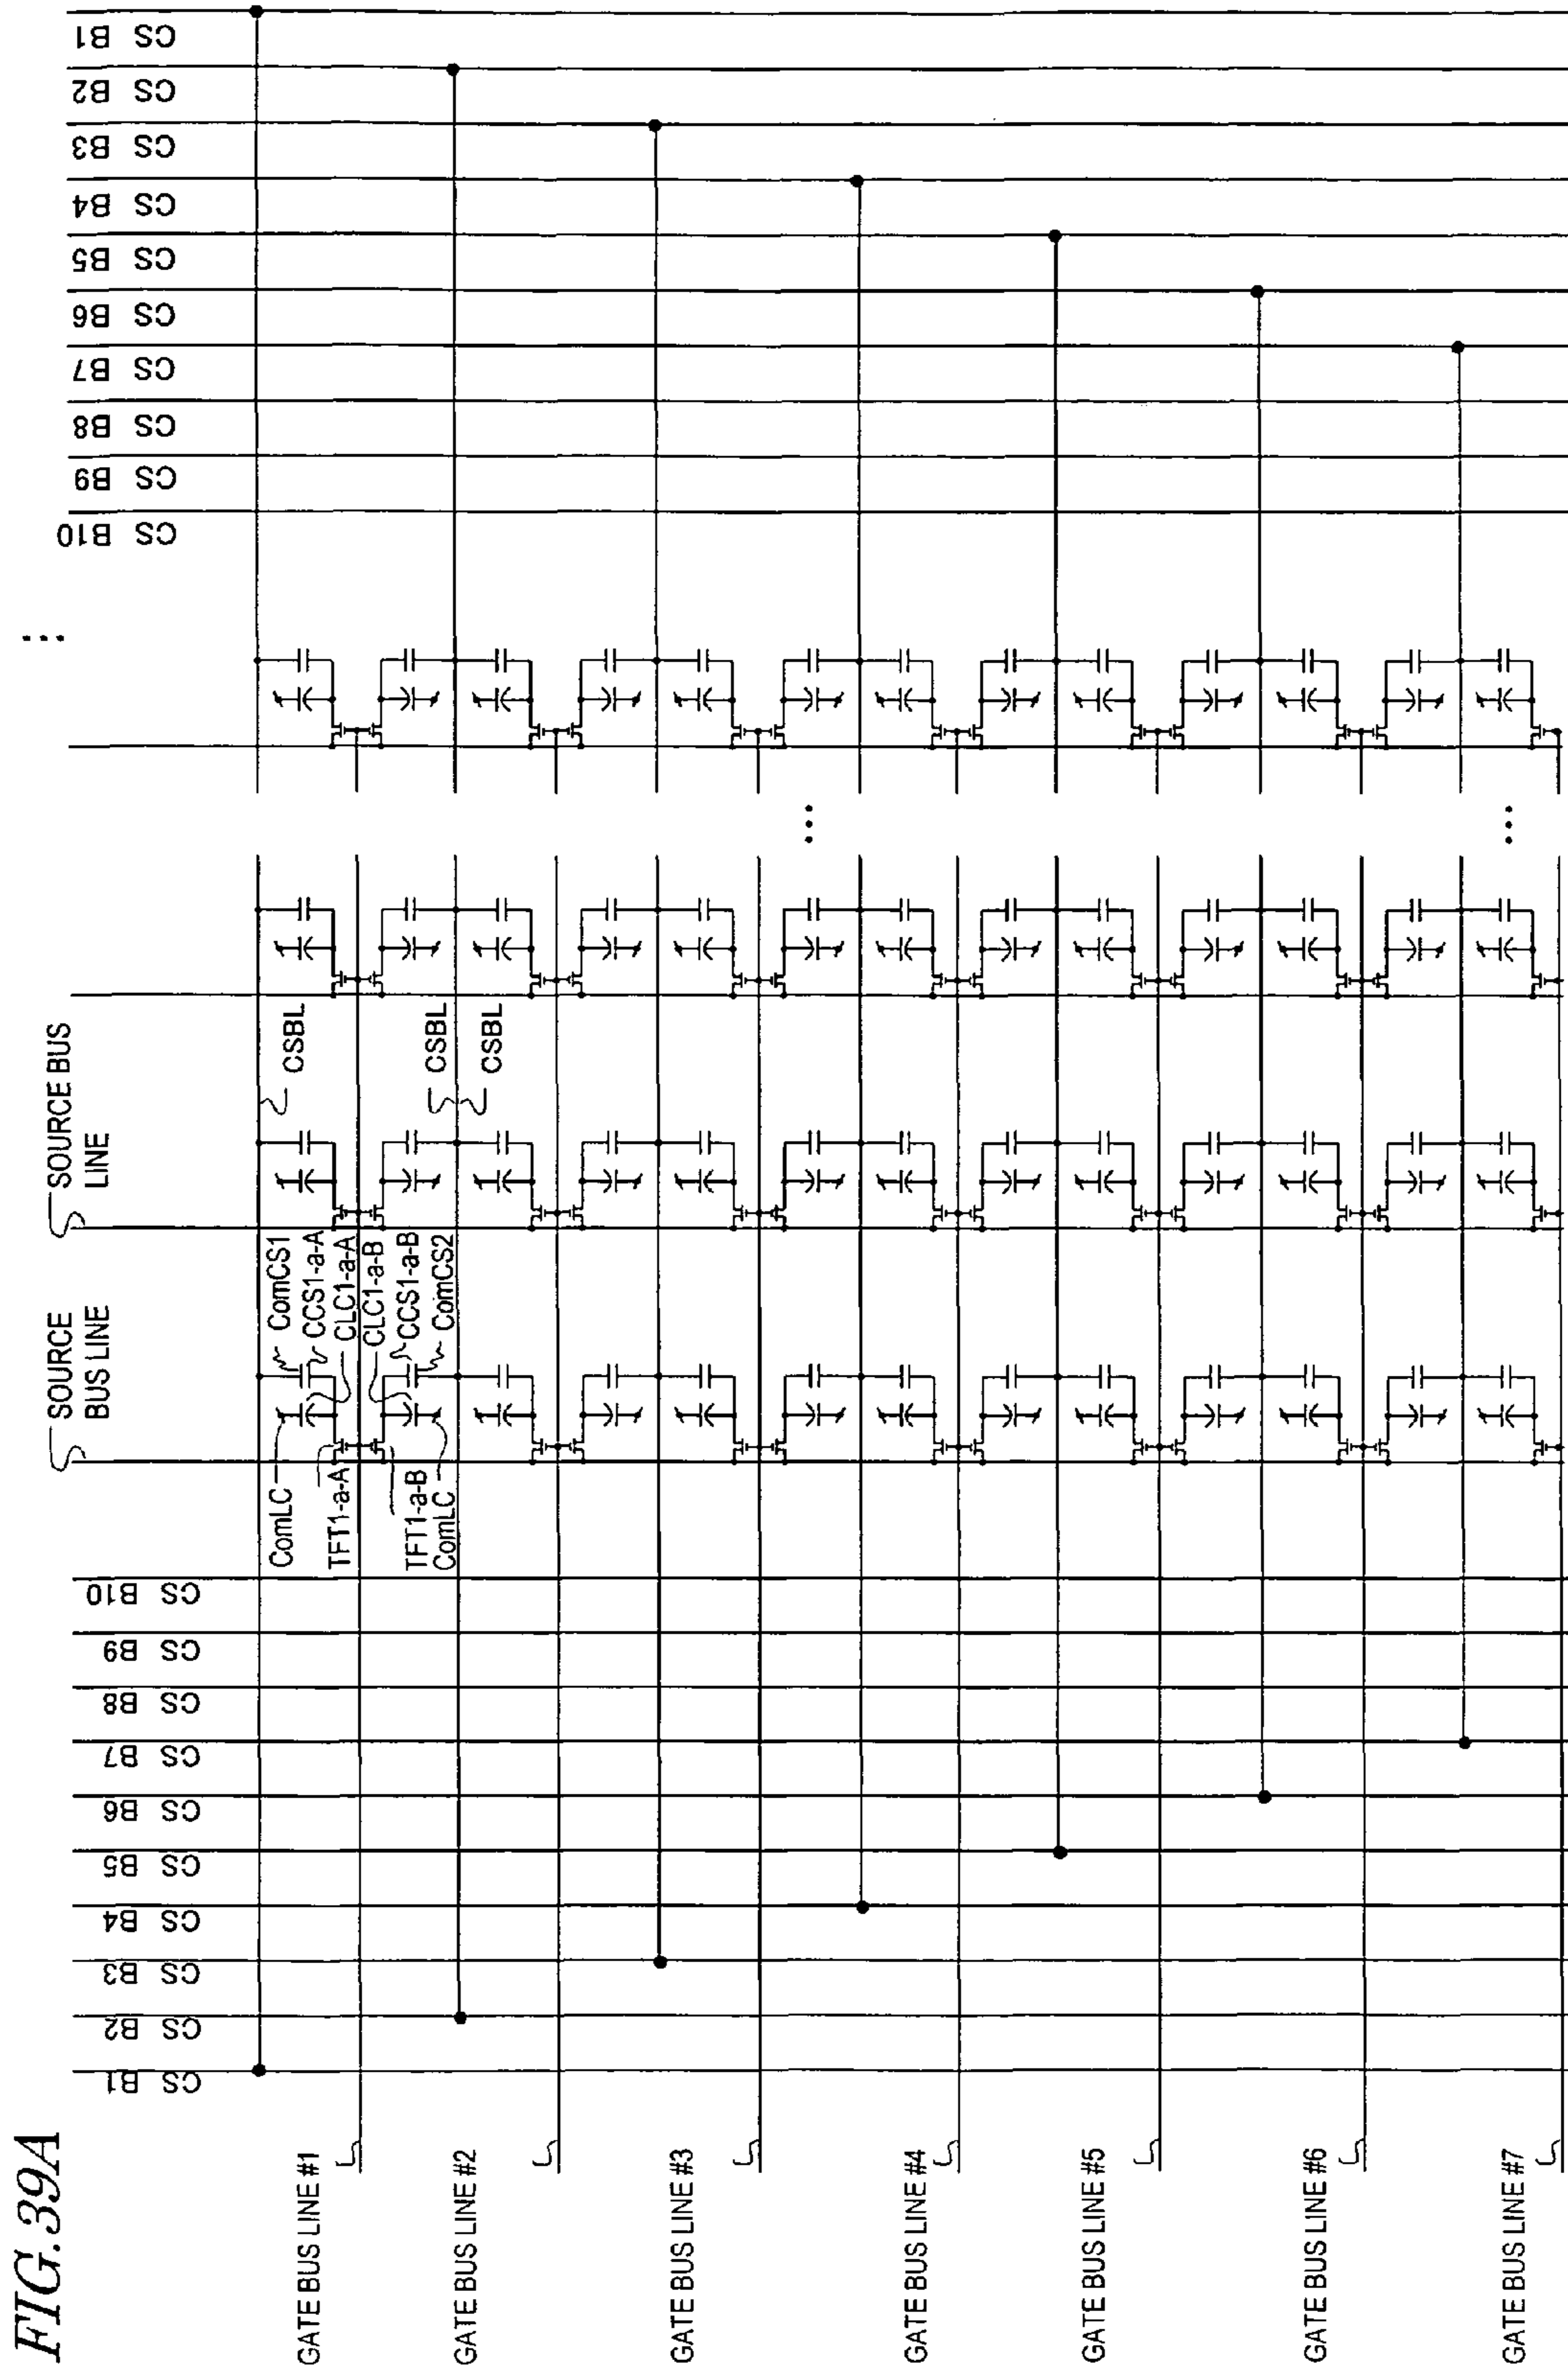 FIG.39A
CS B1
CS B2
CS B3
CS B4
CS B5
CS B6
CS B7
CS B8
CS B9
CS B10
SOURCE
BUS LINE
SOURCE BUS
LINE
...
CS B10
CS B9
CS B8
CS B7
CS B6
CS B5
CS B4
CS B3
CS B2
CS B1
GATE BUS LINE #1
ComLC
TFT1-a-A
ComCS1
CCS1-a-A
CLC1-a-A
CLC1-a-B
CCS1-a-B
ComCS2
TFT1-a-B
ComLC
CSBL
CSBL
CSBL
GATE BUS LINE #2
GATE BUS LINE #3
...
GATE BUS LINE #4
GATE BUS LINE #5
GATE BUS LINE #6
GATE BUS LINE #7
...